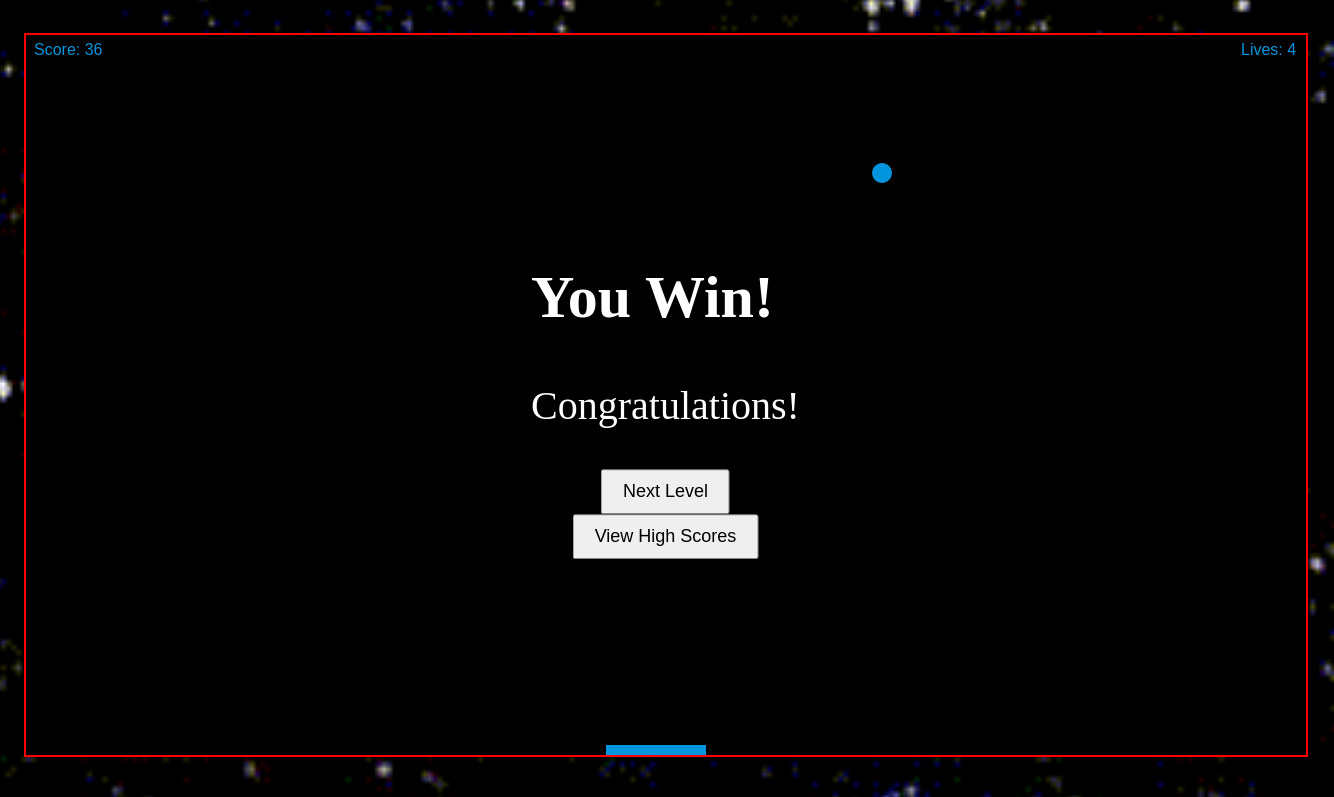 Score: 36
Lives: 4
You Win!
Congratulations!
Next Level
View High Scores